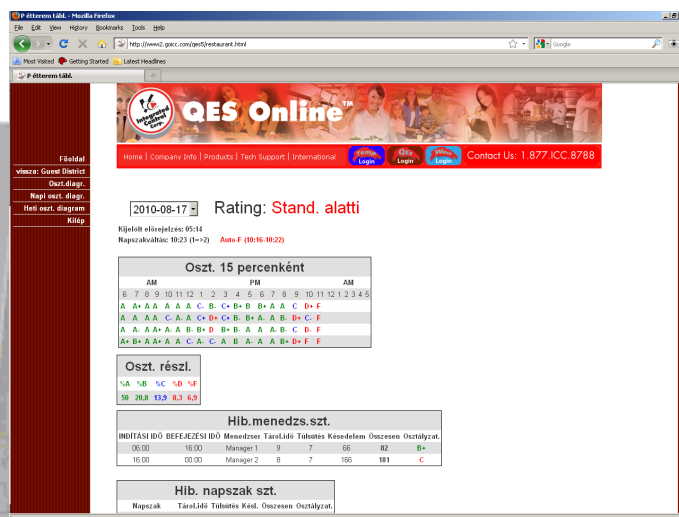 P étterem tábl. - Mozilla Firefox
File Edit View History Bookmarks Tools Help
http://www2.goicc.com/qes5/restaurant.html
Google
Most Visited Getting Started Latest Headlines
P étterem tábl.
Integrated Control Corp.
QES Online™
Home | Company Info | Products | Tech Support | International
Temp Login
Qes Login
Login
Contact Us: 1.877.ICC.8788
Főoldal
vissza: Guest District
Oszt.diagr.
Napi oszt. diagr.
Heti oszt. diagram
Kilép
2010-08-17 Rating: Stand. alatti
Kijelölt előrejelzés: 05:14
Napszakváltás: 10:23 (1=>2) Auto-F (10:16-10:22)
Oszt. 15 percenként
AM PM AM
6 7 8 9 10 11 12 1 2 3 4 5 6 7 8 9 10 11 12 1 2 3 4 5
A A+ A A A A A C- B- C+ B+ B B+ A A C D+ F
A A A A C- A- A C+ D+ C+ B- B+ A- A B- D+ C- F
A A- A A+ A- A B- B+ D B+ B- A A A- B- C D- F
A+ B+ A A+ A A C- A- C- A B A- A A B+ D+ F F
Oszt. részl.
%A %B %C %D %F
50 20,8 13,9 8,3 6,9
Hib.menedzs.szt.
INDÍTÁSI IDŐ BEFEJEZÉSI IDŐ Menedzser Tárol.idő Túlsütés Késedelem Összesen Osztályzat.
06:00 16:00 Manager 1 9 7 66 82 B+
16:00 00:00 Manager 2 8 7 166 181 C
Hib. napszak szt.
Napszak Tárol.idő Túlsütés Késl. Összesen Osztályzat.